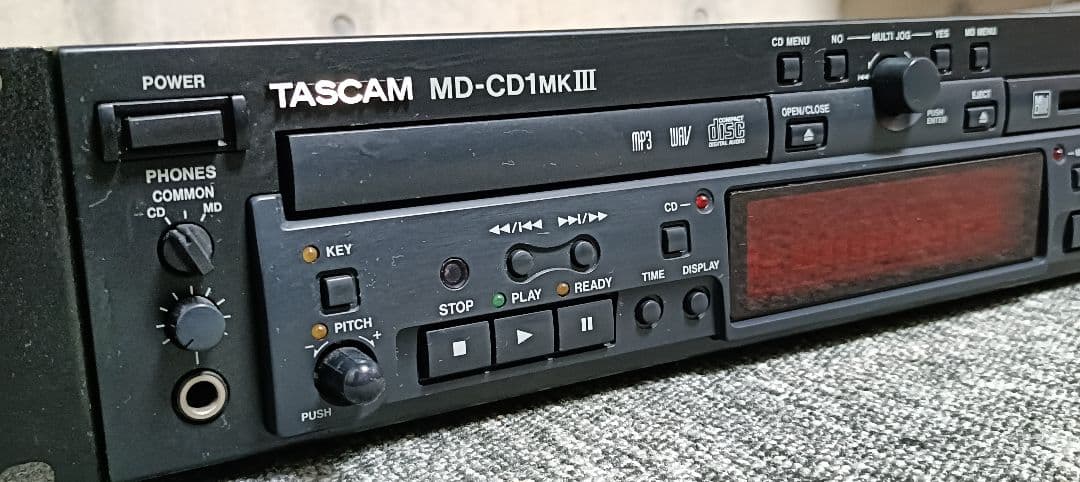 POWER
TASCAM MD-CD1MKIII
CD MENU
NO
MULTI JOG
YES
MD MENU
PUSH
ENTER
OPEN/CLOSE
EJECT
MP3
WAV
COMPACT
disc
DIGITAL AUDIO
PHONES
COMMON
CD
MD
KEY
PITCH
- +
PUSH
STOP
PLAY
READY
CD
TIME
DISPLAY